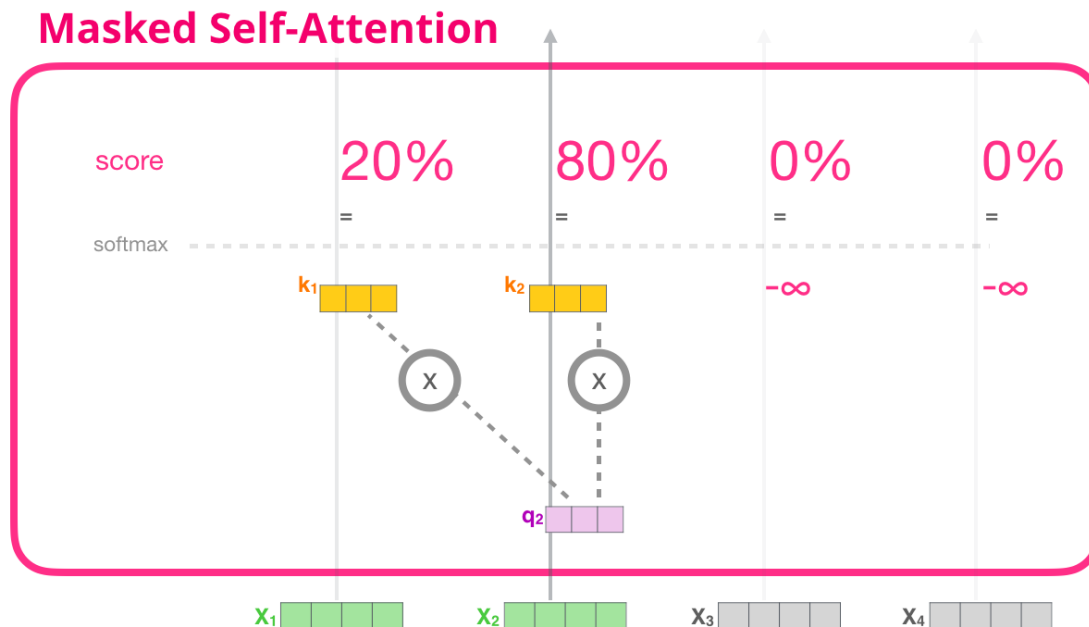 Masked Self-Attention
score 20% 80% 0% 0%
= = = =
softmax
k₁ k₂ -∞ -∞
x x
q₂
X₁ X₂ X₃ X₄